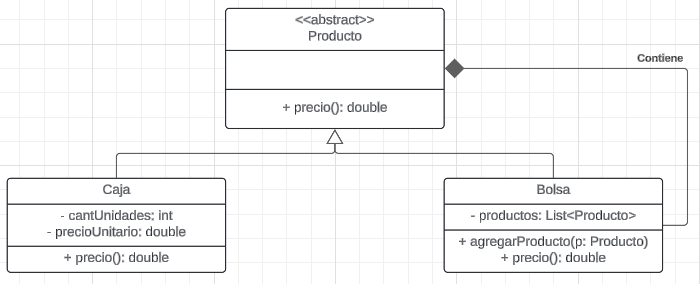 <<abstract>>
Producto
Contiene
+ precio(): double
Caja
- cantUnidades: int
- precioUnitario: double
+ precio(): double
Bolsa
- productos: List<Producto>
+ agregarProducto(p: Producto)
+ precio(): double